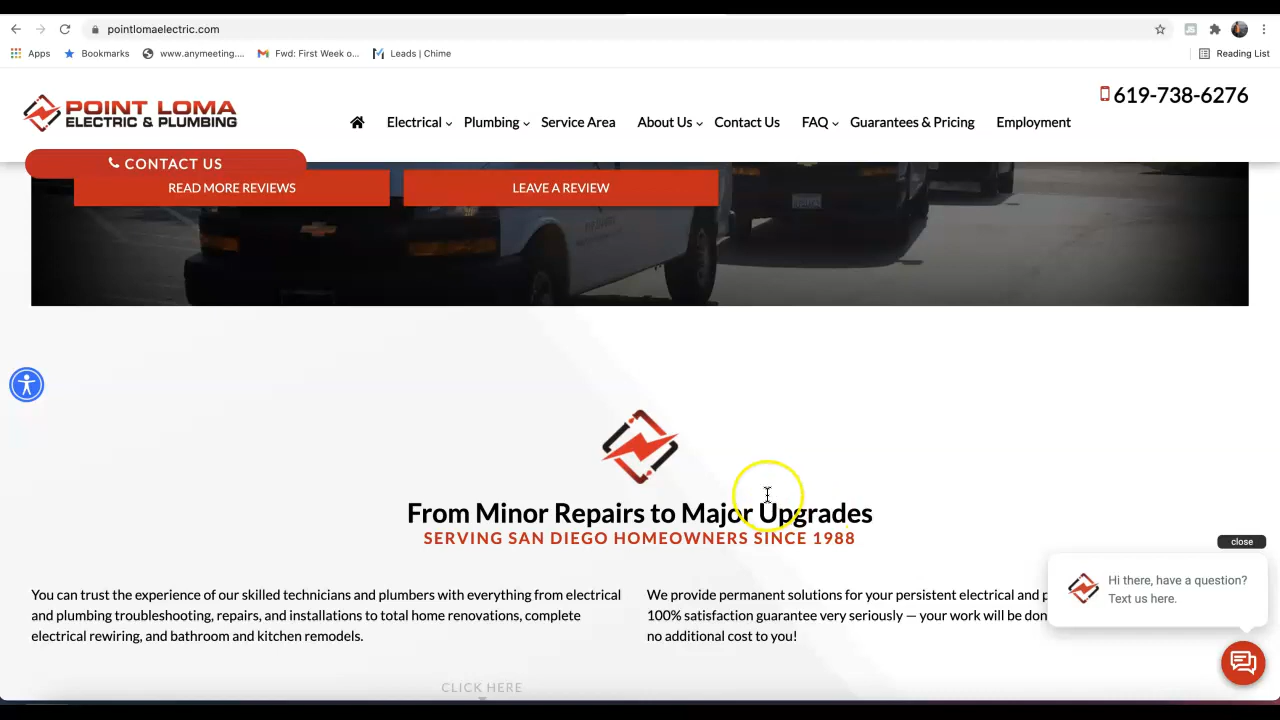 pointlomaelectric.com
Apps Bookmarks www.anymeeting.... Fwd: First Week o... Leads | Chime Reading List
POINT LOMA
ELECTRIC & PLUMBING
619-738-6276
Electrical Plumbing Service Area About Us Contact Us FAQ Guarantees & Pricing Employment
CONTACT US
READ MORE REVIEWS LEAVE A REVIEW
From Minor Repairs to Major Upgrades
SERVING SAN DIEGO HOMEOWNERS SINCE 1988
close
Hi there, have a question?
Text us here.
You can trust the experience of our skilled technicians and plumbers with everything from electrical
and plumbing troubleshooting, repairs, and installations to total home renovations, complete
electrical rewiring, and bathroom and kitchen remodels.
We provide permanent solutions for your persistent electrical and p
100% satisfaction guarantee very seriously — your work will be don
no additional cost to you!
CLICK HERE